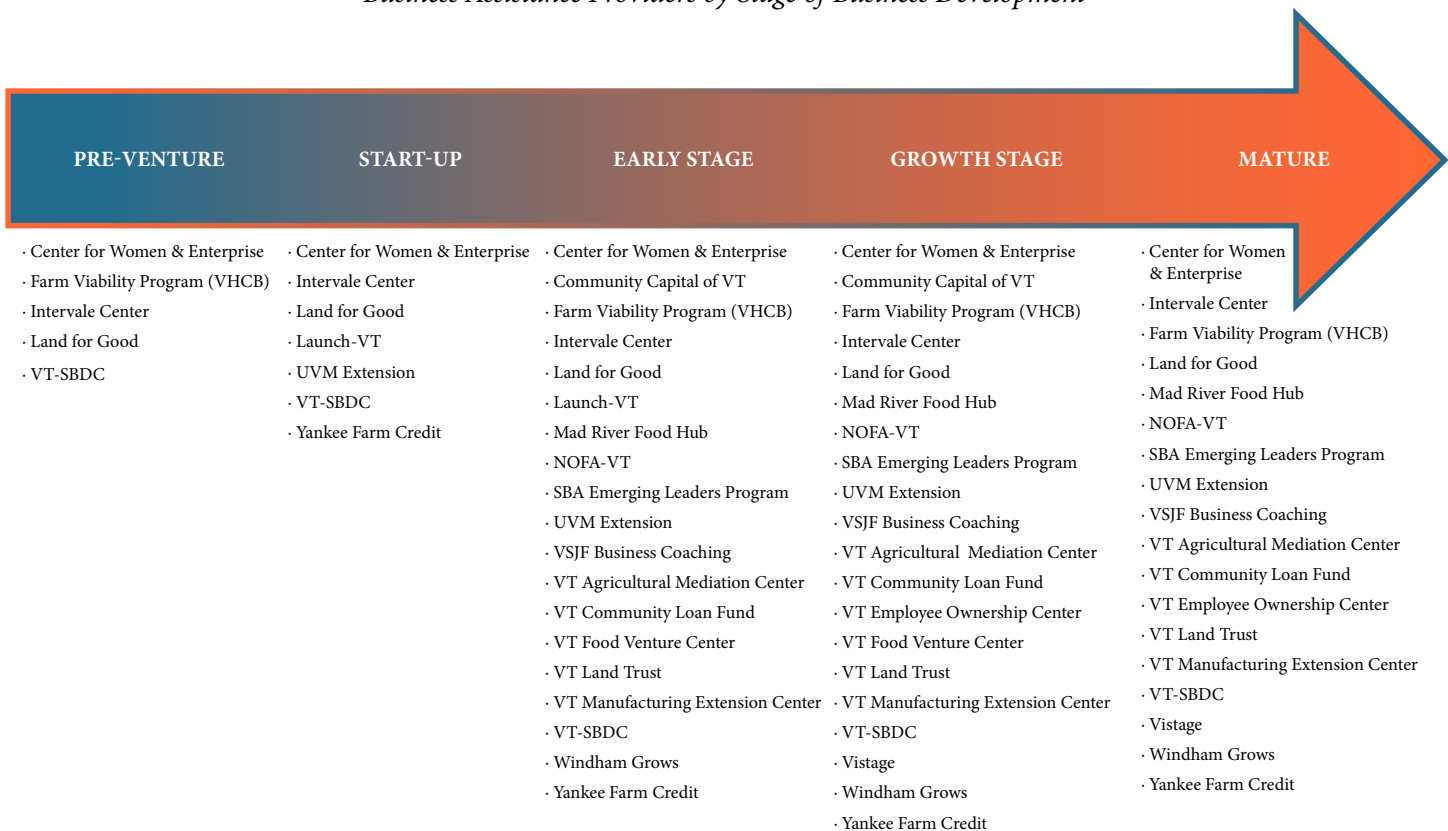 Business Assistance Providers by Stage of Business Development
PRE-VENTURE
START-UP
EARLY STAGE
GROWTH STAGE
MATURE
· Center for Women & Enterprise
· Farm Viability Program (VHCB)
· Intervale Center
· Land for Good
· VT-SBDC
· Center for Women & Enterprise
· Intervale Center
· Land for Good
· Launch-VT
· UVM Extension
· VT-SBDC
· Yankee Farm Credit
· Center for Women & Enterprise
· Community Capital of VT
· Farm Viability Program (VHCB)
· Intervale Center
· Land for Good
· Launch-VT
· Mad River Food Hub
· NOFA-VT
· SBA Emerging Leaders Program
· UVM Extension
· VSJF Business Coaching
· VT Agricultural Mediation Center
· VT Community Loan Fund
· VT Food Venture Center
· VT Land Trust
· VT Manufacturing Extension Center
· VT-SBDC
· Windham Grows
· Yankee Farm Credit
· Center for Women & Enterprise
· Community Capital of VT
· Farm Viability Program (VHCB)
· Intervale Center
· Land for Good
· Mad River Food Hub
· NOFA-VT
· SBA Emerging Leaders Program
· UVM Extension
· VSJF Business Coaching
· VT Agricultural Mediation Center
· VT Community Loan Fund
· VT Employee Ownership Center
· VT Food Venture Center
· VT Land Trust
· VT Manufacturing Extension Center
· VT-SBDC
· Vistage
· Windham Grows
· Yankee Farm Credit
· Center for Women
& Enterprise
· Intervale Center
· Farm Viability Program (VHCB)
· Land for Good
· Mad River Food Hub
· NOFA-VT
· SBA Emerging Leaders Program
· UVM Extension
· VSJF Business Coaching
· VT Agricultural Mediation Center
· VT Community Loan Fund
· VT Employee Ownership Center
· VT Land Trust
· VT Manufacturing Extension Center
· VT-SBDC
· Vistage
· Windham Grows
· Yankee Farm Credit